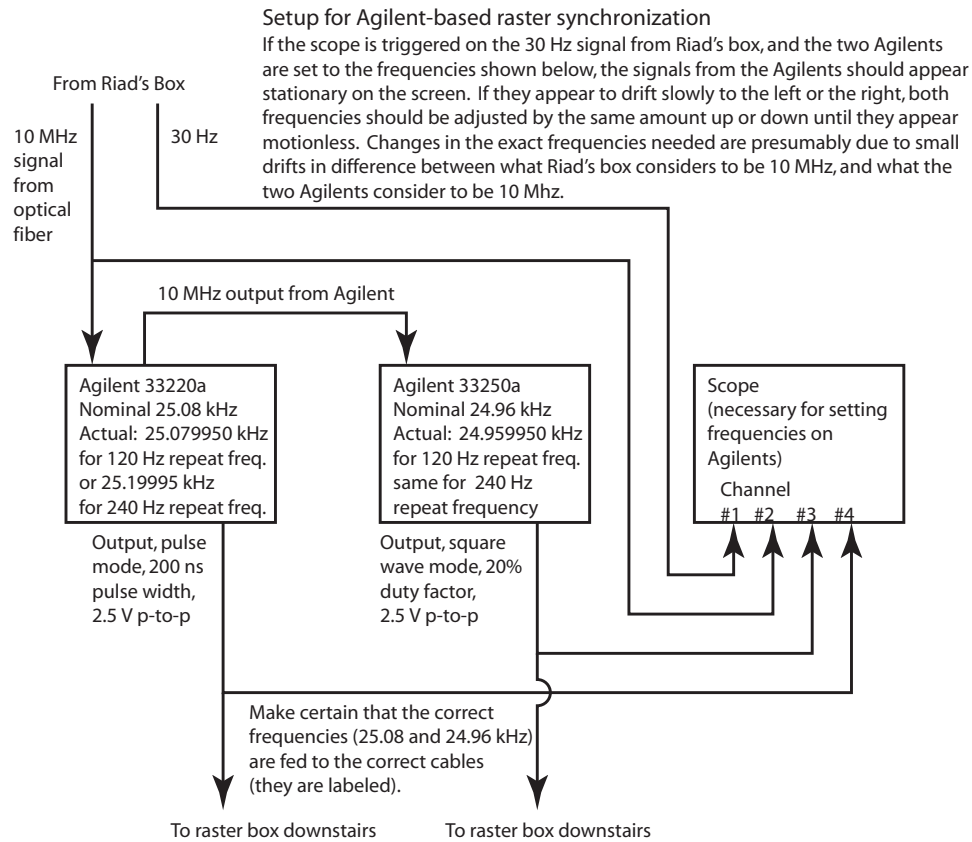 Setup for Agilent-based raster synchronization
If the scope is triggered on the 30 Hz signal from Riad's box, and the two Agilents
are set to the frequencies shown below, the signals from the Agilents should appear
stationary on the screen. If they appear to drift slowly to the left or the right, both
frequencies should be adjusted by the same amount up or down until they appear
motionless. Changes in the exact frequencies needed are presumably due to small
drifts in difference between what Riad's box considers to be 10 MHz, and what the
two Agilents consider to be 10 Mhz.
From Riad's Box
10 MHz
signal
from
optical
fiber
30 Hz
10 MHz output from Agilent
Agilent 33220a
Nominal 25.08 kHz
Actual: 25.079950 kHz
for 120 Hz repeat freq.
or 25.19995 kHz
for 240 Hz repeat freq.
Agilent 33250a
Nominal 24.96 kHz
Actual: 24.959950 kHz
for 120 Hz repeat freq.
same for 240 Hz
repeat frequency
Scope
(necessary for setting
frequencies on
Agilents)
Channel
#1 #2 #3 #4
Output, pulse
mode, 200 ns
pulse width,
2.5 V p-to-p
Output, square
wave mode, 20%
duty factor,
2.5 V p-to-p
Make certain that the correct
frequencies (25.08 and 24.96 kHz)
are fed to the correct cables
(they are labeled).
To raster box downstairs
To raster box downstairs